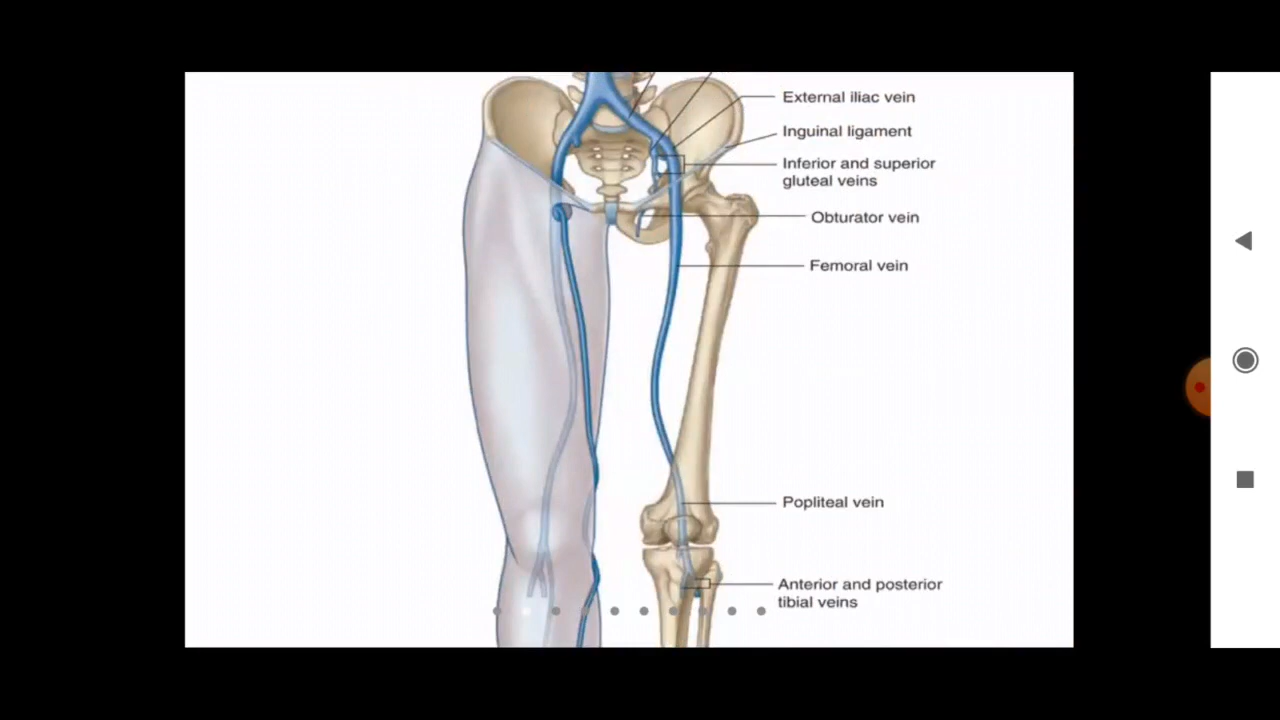 External iliac vein
Inguinal ligament
Inferior and superior
gluteal veins
Obturator vein
Femoral vein
Popliteal vein
Anterior and posterior
tibial veins